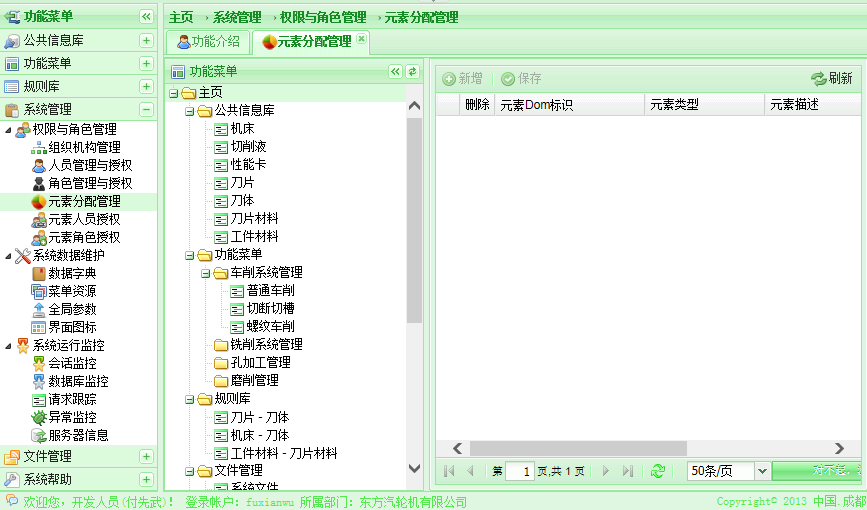 功能菜单
公共信息库
功能菜单
规则库
系统管理
权限与角色管理
组织机构管理
人员管理与授权
角色管理与授权
元素分配管理
元素人员授权
元素角色授权
系统数据维护
数据字典
菜单资源
全局参数
界面图标
系统运行监控
会话监控
数据库监控
请求跟踪
异常监控
服务器信息
文件管理
系统帮助
主页 系统管理 权限与角色管理 元素分配管理
功能介绍 元素分配管理
功能菜单
主页
公共信息库
机床
切削液
性能卡
刀片
刀体
刀片材料
工件材料
功能菜单
车削系统管理
普通车削
切断切槽
螺纹车削
铣削系统管理
孔加工管理
磨削管理
规则库
刀片 - 刀体
机床 - 刀体
工件材料 - 刀片材料
文件管理
系统文件
新增 保存 刷新
删除 元素Dom标识 元素类型 元素描述
第 1 页,共 1 页 50条/页 对不起,
欢迎您，开发人员(付先武)！ 登录帐户：fuxianwu 所属部门：东方汽轮机有限公司 Copyright© 2013 中国.成都